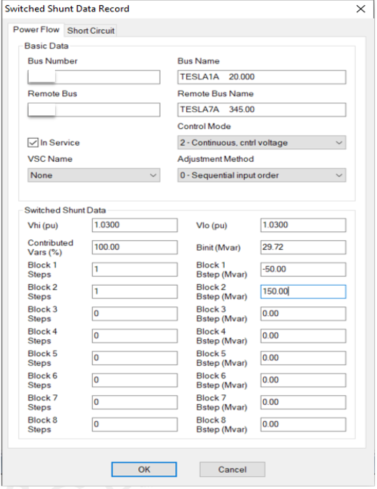 Switched Shunt Data Record
Power Flow Short Circuit
Basic Data
Bus Number Bus Name
TESLA1A 20.000
Remote Bus Remote Bus Name
TESLA7A 345.00
Control Mode
In Service 2 - Continuous, cntrl voltage
VSC Name Adjustment Method
None 0 - Sequential input order
Switched Shunt Data
Vhi (pu) 1.0300 Vlo (pu) 1.0300
Contributed Vars (%) 100.00 Binit (Mvar) 29.72
Block 1 Steps 1 Block 1 Bstep (Mvar) -50.00
Block 2 Steps 1 Block 2 Bstep (Mvar) 150.00
Block 3 Steps 0 Block 3 Bstep (Mvar) 0.00
Block 4 Steps 0 Block 4 Bstep (Mvar) 0.00
Block 5 Steps 0 Block 5 Bstep (Mvar) 0.00
Block 6 Steps 0 Block 6 Bstep (Mvar) 0.00
Block 7 Steps 0 Block 7 Bstep (Mvar) 0.00
Block 8 Steps 0 Block 8 Bstep (Mvar) 0.00
OK Cancel